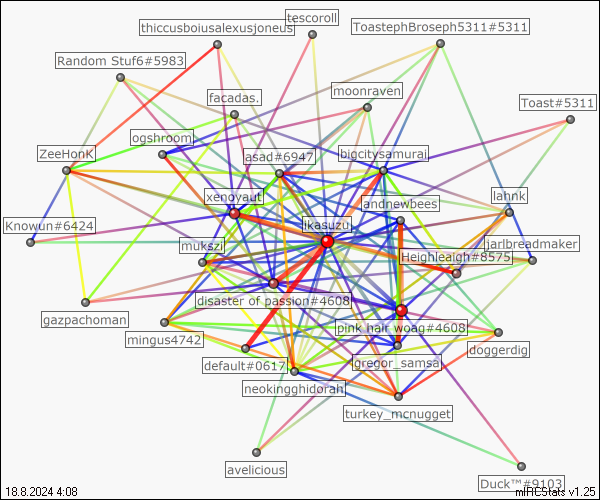 tescoroll
thiccusboiusalexusjoneus
ToastephBroseph5311#5311
Random Stuf6#5983
moonraven
facadas.
Toast#5311
ogshroom
ZeeHonK
asad#6947
bigcitysamurai
xenovaut
lahnk
landnewbees
Ikasuzu
Knowun#6424
mukszi
jarlbreadmaker
Heighleaigh#8575
disaster of passion#4608
gazpachoman
pink hair woag#4608
mingus4742
doggerdig
default#0617
gregor_samsa
neokingghidorah
turkey_mcnugget
avelicious
Duck™#9103
18.8.2024 4:08
mIRCStats v1.25